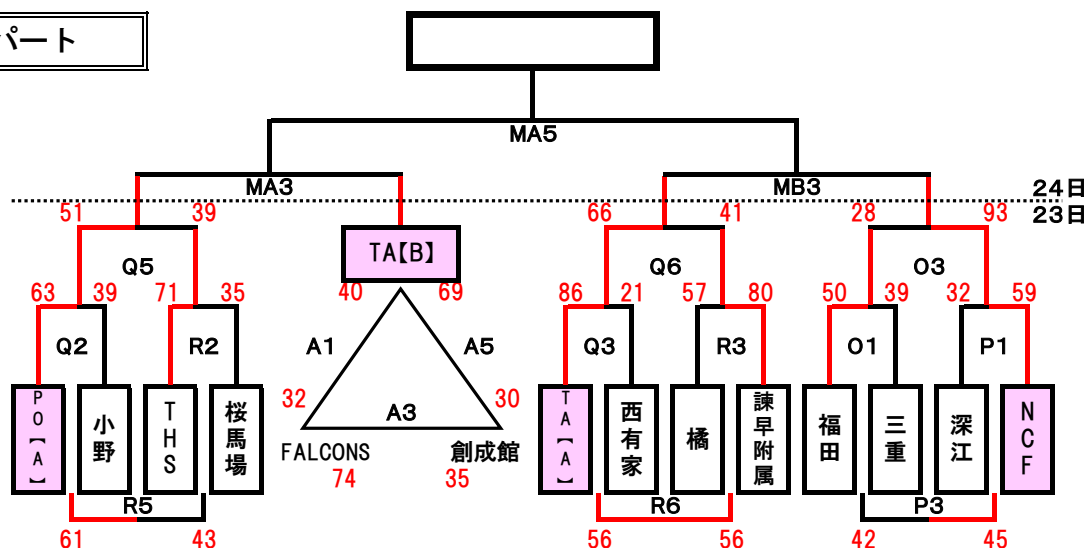 パート
MA5
MA3
MB3
24日
23日
51
39
66
41
28
93
Q5
TA【B】
Q6
O3
63
39
71
35
40
69
86
21
57
80
50
39
32
59
Q2
R2
A1
A5
Q3
R3
O1
P1
32
A3
30
PO【A】
小野
THS
桜馬場
FALCONS
創成館
TA【A】
西有家
橘
諫早附属
福田
三重
深江
NCF
74
35
R5
R6
P3
61
43
56
56
42
45